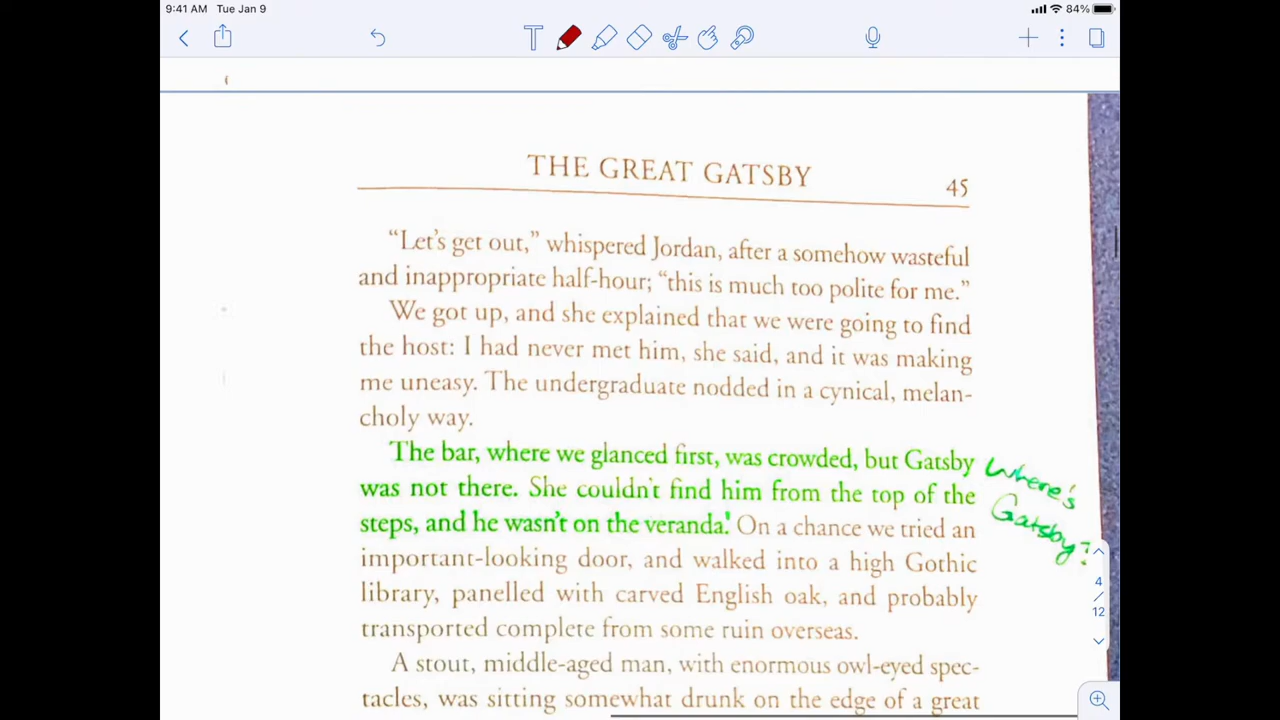 9:41 AM Tue Jan 9
84%
THE GREAT GATSBY 45
“Let’s get out,” whispered Jordan, after a somehow wasteful
and inappropriate half-hour; “this is much too polite for me.”
We got up, and she explained that we were going to find
the host: I had never met him, she said, and it was making
me uneasy. The undergraduate nodded in a cynical, melan-
choly way.
The bar, where we glanced first, was crowded, but Gatsby
was not there. She couldn’t find him from the top of the
steps, and he wasn’t on the veranda. On a chance we tried an
important-looking door, and walked into a high Gothic
library, panelled with carved English oak, and probably
transported complete from some ruin overseas.
A stout, middle-aged man, with enormous owl-eyed spec-
tacles, was sitting somewhat drunk on the edge of a great
Where's
Gatsby?
4
/
12